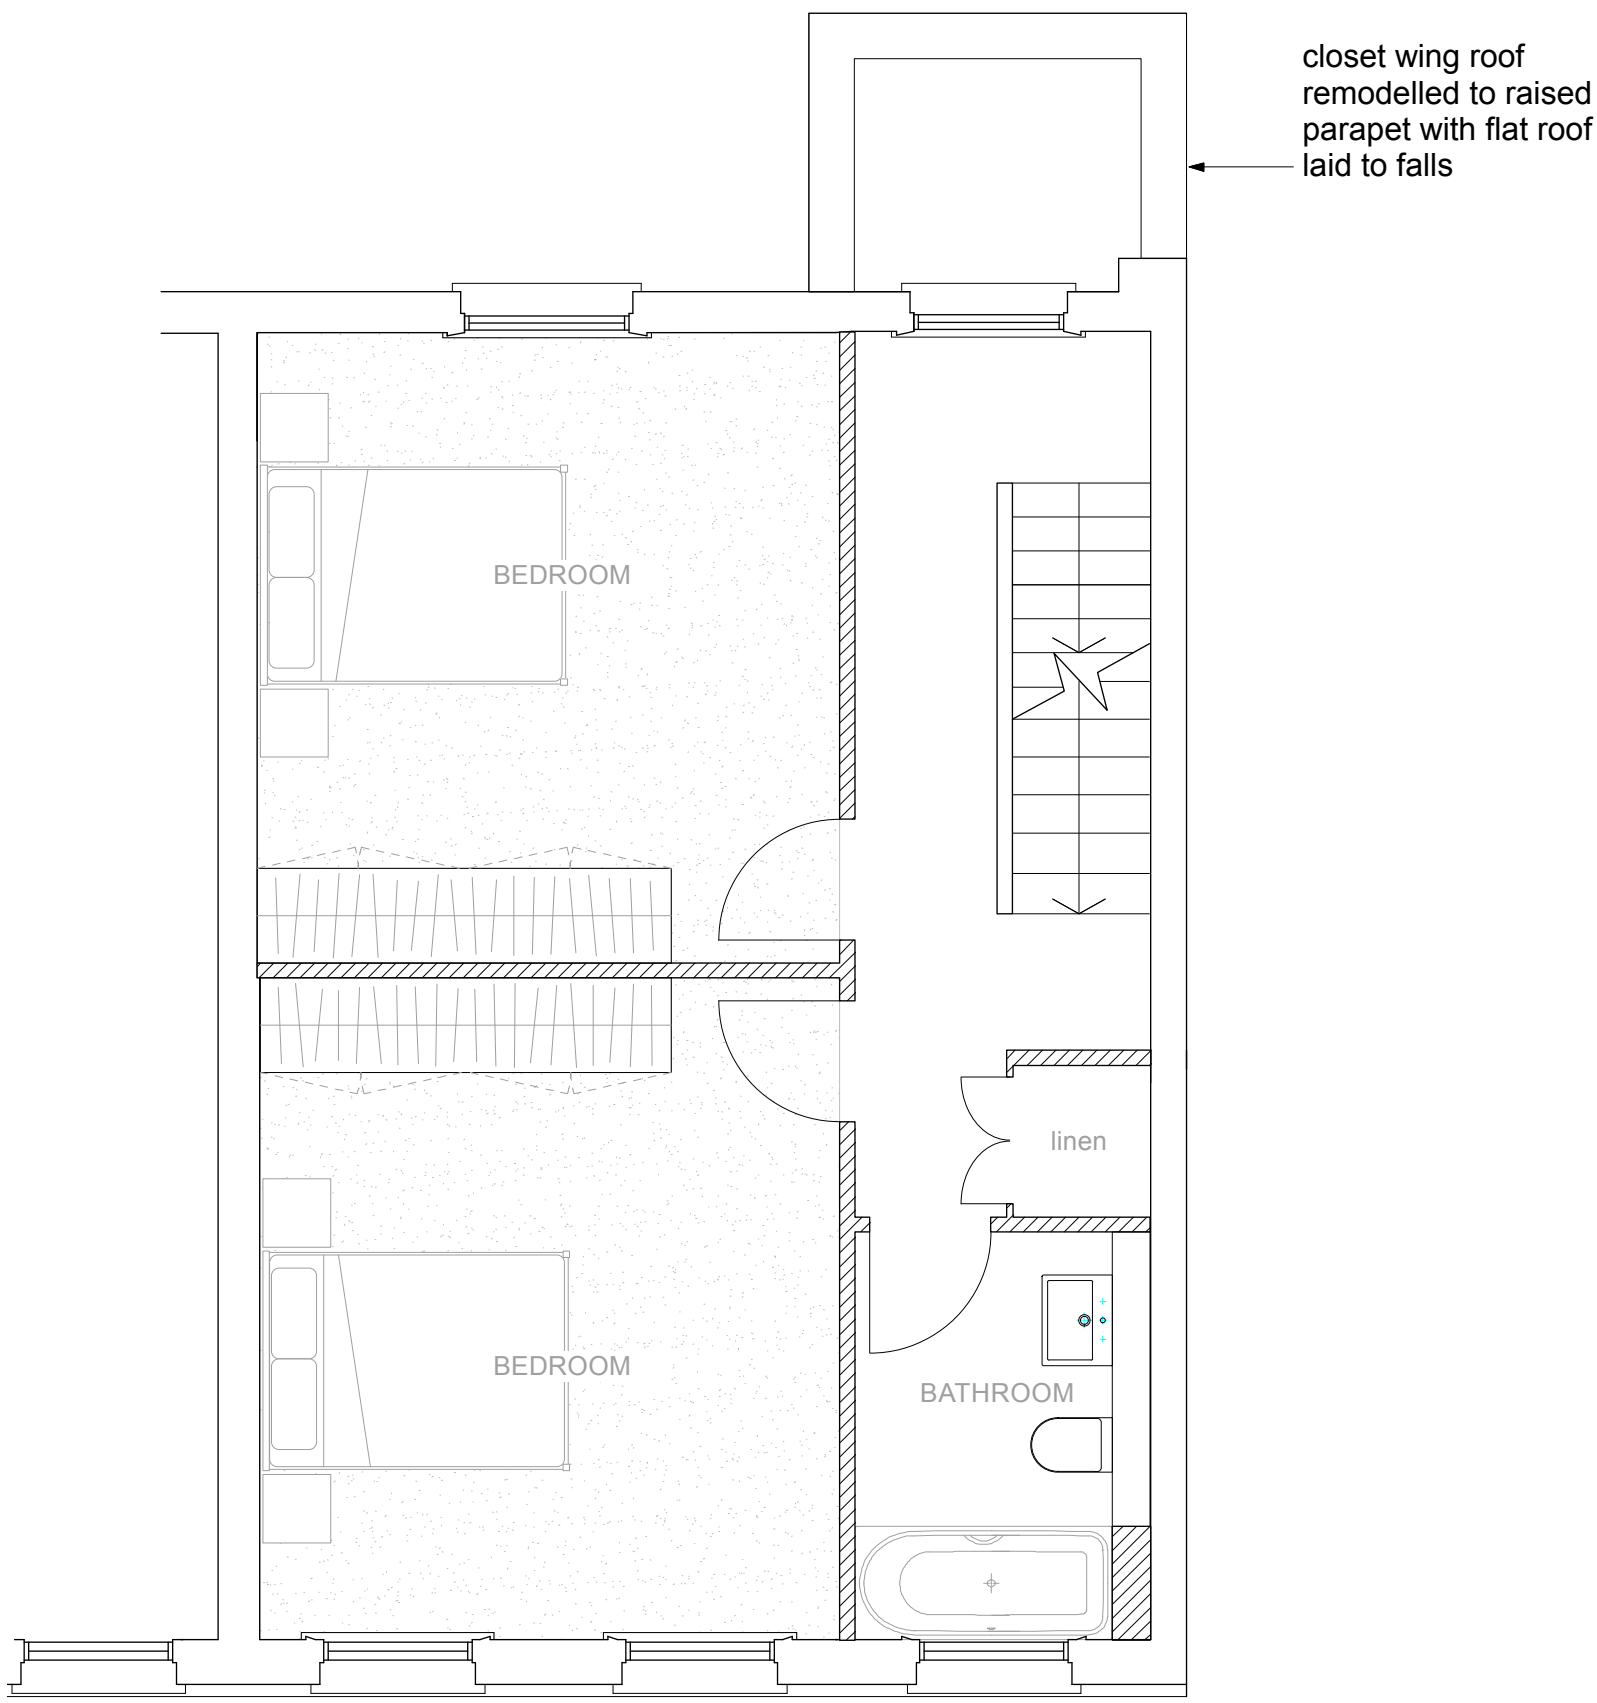 closet wing roof
remodelled to raised
parapet with flat roof
laid to falls
BEDROOM
linen
BEDROOM
BATHROOM